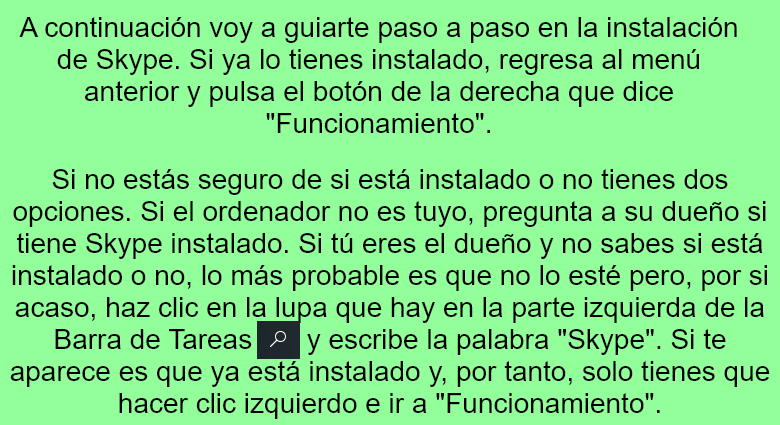 A continuación voy a guiarte paso a paso en la instalación
de Skype. Si ya lo tienes instalado, regresa al menú
anterior y pulsa el botón de la derecha que dice
"Funcionamiento".
Si no estás seguro de si está instalado o no tienes dos
opciones. Si el ordenador no es tuyo, pregunta a su dueño si
tiene Skype instalado. Si tú eres el dueño y no sabes si está
instalado o no, lo más probable es que no lo esté pero, por si
acaso, haz clic en la lupa que hay en la parte izquierda de la
Barra de Tareas y escribe la palabra "Skype". Si te
aparece es que ya está instalado y, por tanto, solo tienes que
hacer clic izquierdo e ir a "Funcionamiento".